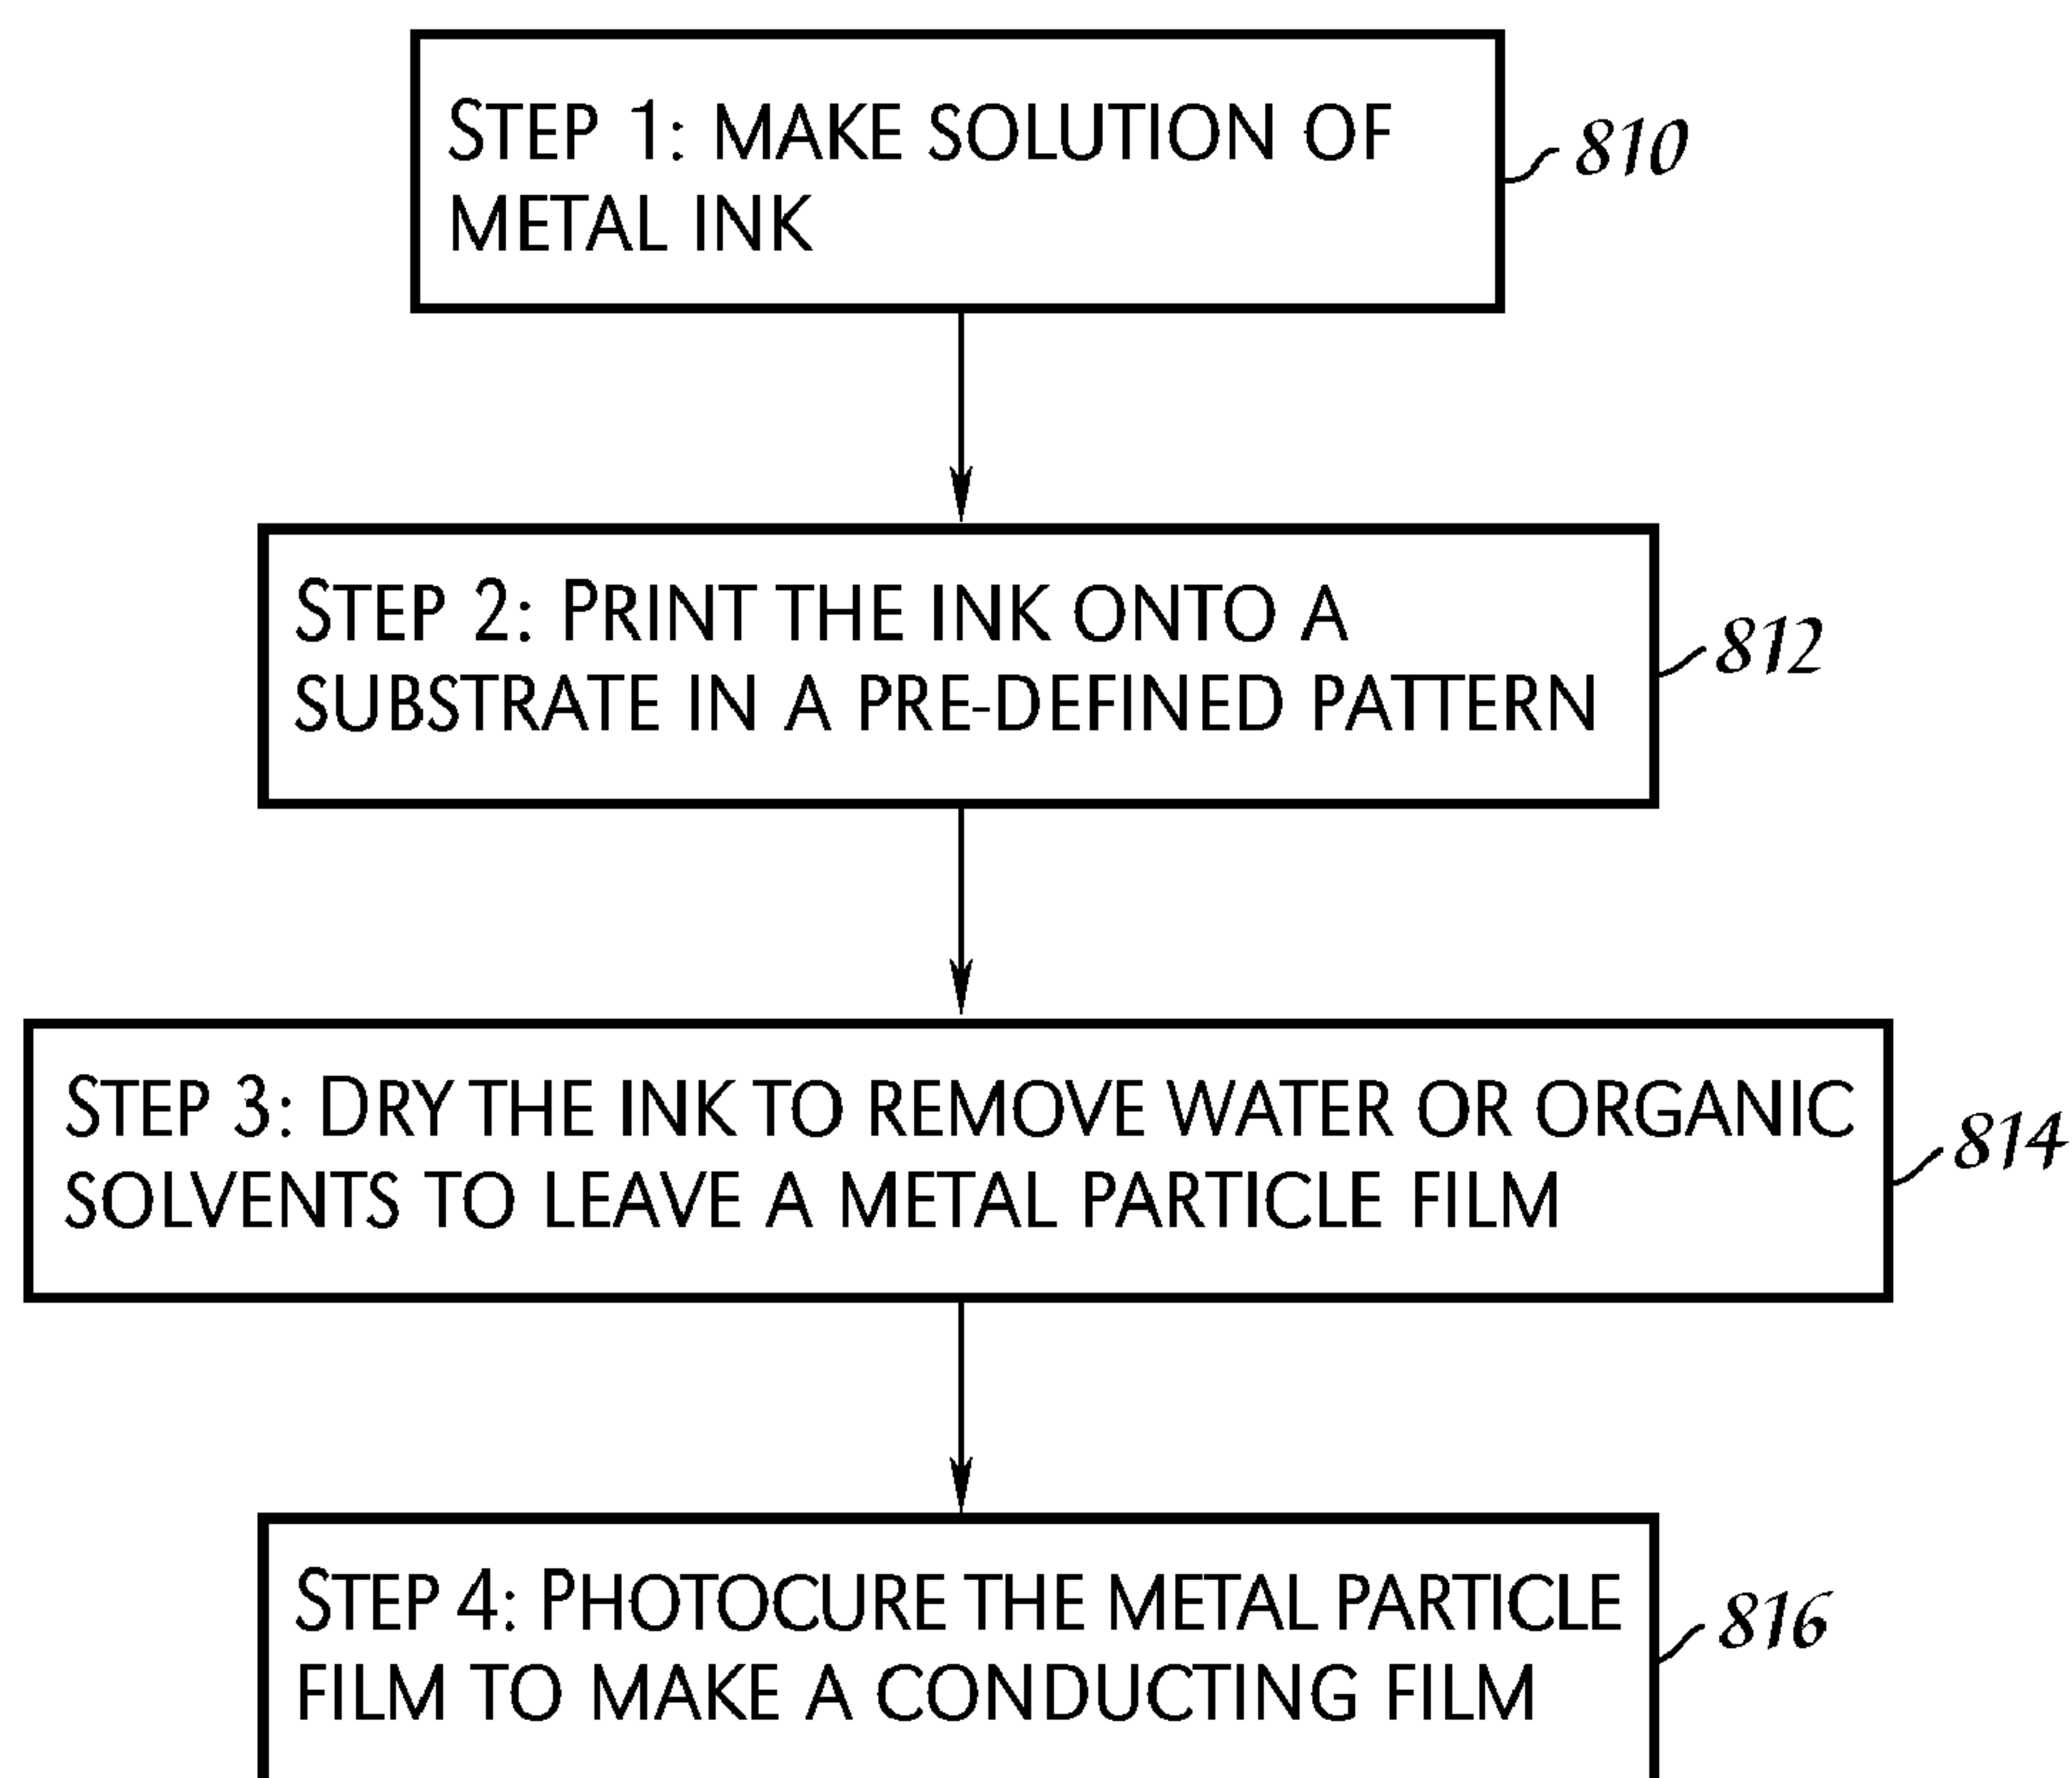 STEP 1: MAKE SOLUTION OF
METAL INK
810
STEP 2: PRINT THE INK ONTO A
SUBSTRATE IN A PRE-DEFINED PATTERN
812
STEP 3: DRY THE INK TO REMOVE WATER OR ORGANIC
SOLVENTS TO LEAVE A METAL PARTICLE FILM
814
STEP 4: PHOTOCURE THE METAL PARTICLE
FILM TO MAKE A CONDUCTING FILM
816